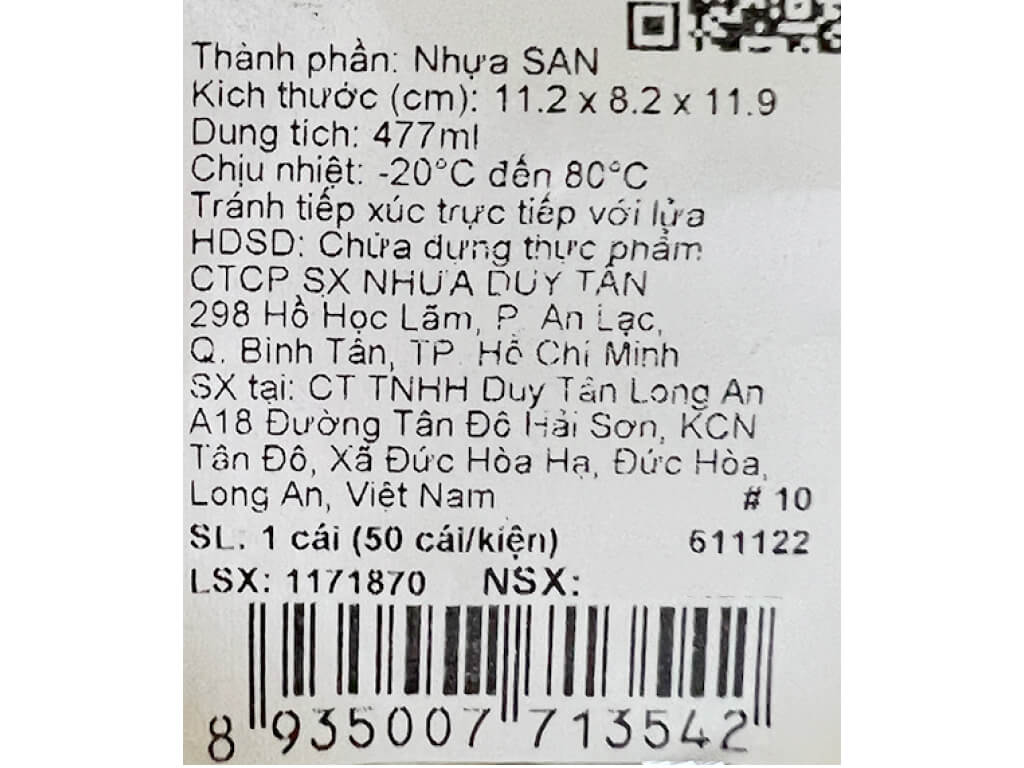 Thành phần: Nhựa SAN
Kích thước (cm): 11.2 x 8.2 x 11.9
Dung tích: 477ml
Chịu nhiệt: -20°C đến 80°C
Tránh tiếp xúc trực tiếp với lửa
HDSD: Chứa đựng thực phẩm
CTCP SX NHỰA DUY TÂN
298 Hồ Học Lãm, P. An Lạc,
Q. Bình Tân, TP. Hồ Chí Minh
SX tại: CT TNHH Duy Tân Long An
A18 Đường Tân Đô Hải Sơn, KCN
Tân Đô, Xã Đức Hòa Hạ, Đức Hòa,
Long An, Việt Nam # 10
SL: 1 cái (50 cái/kiện) 611122
LSX: 1171870 NSX:
8 935007 713542